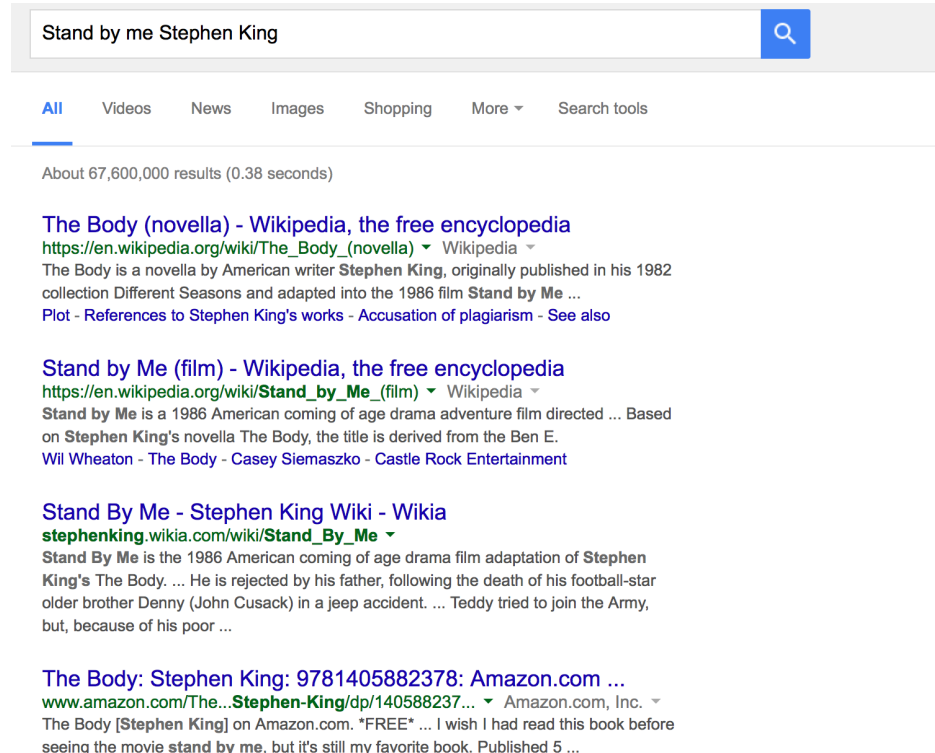 Stand by me Stephen King
All Videos News Images Shopping More Search tools
About 67,600,000 results (0.38 seconds)
The Body (novella) - Wikipedia, the free encyclopedia
https://en.wikipedia.org/wiki/The_Body_(novella) Wikipedia
The Body is a novella by American writer Stephen King, originally published in his 1982
collection Different Seasons and adapted into the 1986 film Stand by Me ...
Plot - References to Stephen King's works - Accusation of plagiarism - See also
Stand by Me (film) - Wikipedia, the free encyclopedia
https://en.wikipedia.org/wiki/Stand_by_Me_(film) Wikipedia
Stand by Me is a 1986 American coming of age drama adventure film directed ... Based
on Stephen King's novella The Body, the title is derived from the Ben E.
Wil Wheaton - The Body - Casey Siemaszko - Castle Rock Entertainment
Stand By Me - Stephen King Wiki - Wikia
stephenking.wikia.com/wiki/Stand_By_Me
Stand By Me is the 1986 American coming of age drama film adaptation of Stephen
King's The Body. ... He is rejected by his father, following the death of his football-star
older brother Denny (John Cusack) in a jeep accident. ... Teddy tried to join the Army,
but, because of his poor ...
The Body: Stephen King: 9781405882378: Amazon.com ...
www.amazon.com/The...Stephen-King/dp/140588237... Amazon.com, Inc.
The Body [Stephen King] on Amazon.com. *FREE* ... I wish I had read this book before
seeing the movie stand by me, but it's still my favorite book. Published 5 ...